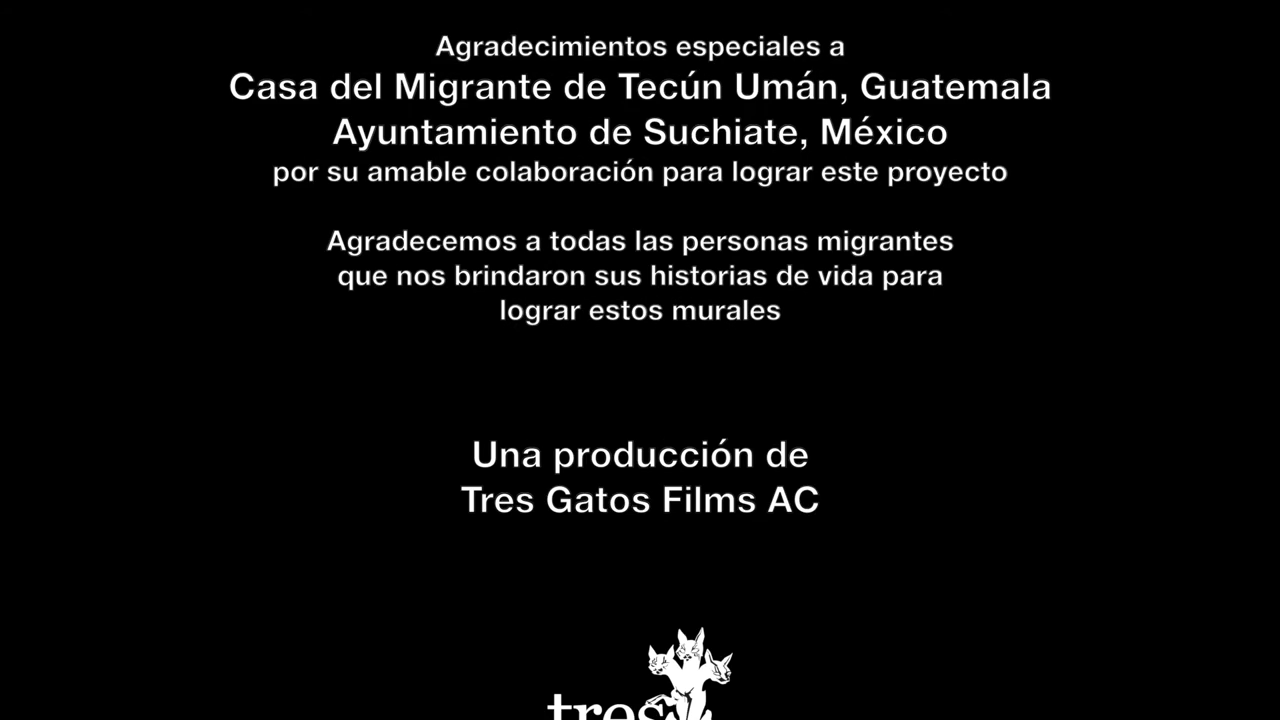 Agradecimientos especiales a
Casa del Migrante de Tecún Umán, Guatemala
Ayuntamiento de Suchiate, México
por su amable colaboración para lograr este proyecto
Agradecemos a todas las personas migrantes
que nos brindaron sus historias de vida para
lograr estos murales
Una producción de
Tres Gatos Films AC
tres